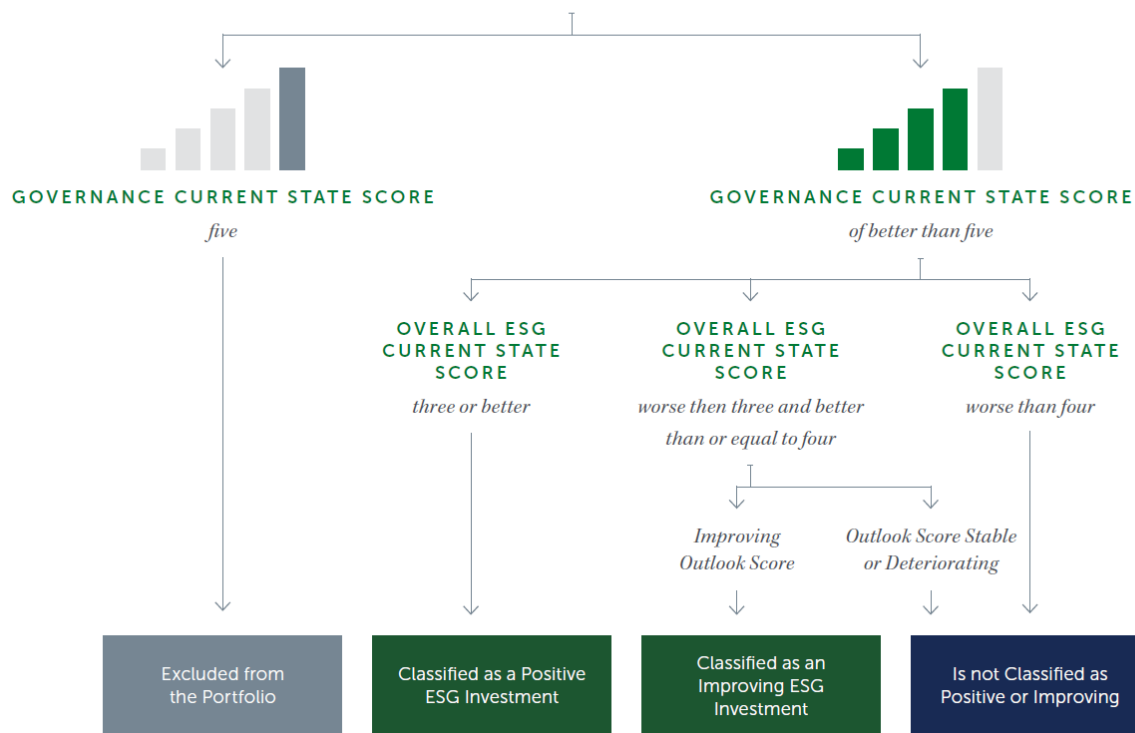 GOVERNANCE CURRENT STATE SCORE
five
GOVERNANCE CURRENT STATE SCORE
of better than five
OVERALL ESG
CURRENT STATE
SCORE
three or better
OVERALL ESG
CURRENT STATE
SCORE
worse then three and better
than or equal to four
OVERALL ESG
CURRENT STATE
SCORE
worse than four
Improving
Outlook Score
Outlook Score Stable
or Deteriorating
Excluded from
the Portfolio
Classified as a Positive
ESG Investment
Classified as an
Improving ESG
Investment
Is not Classified as
Positive or Improving